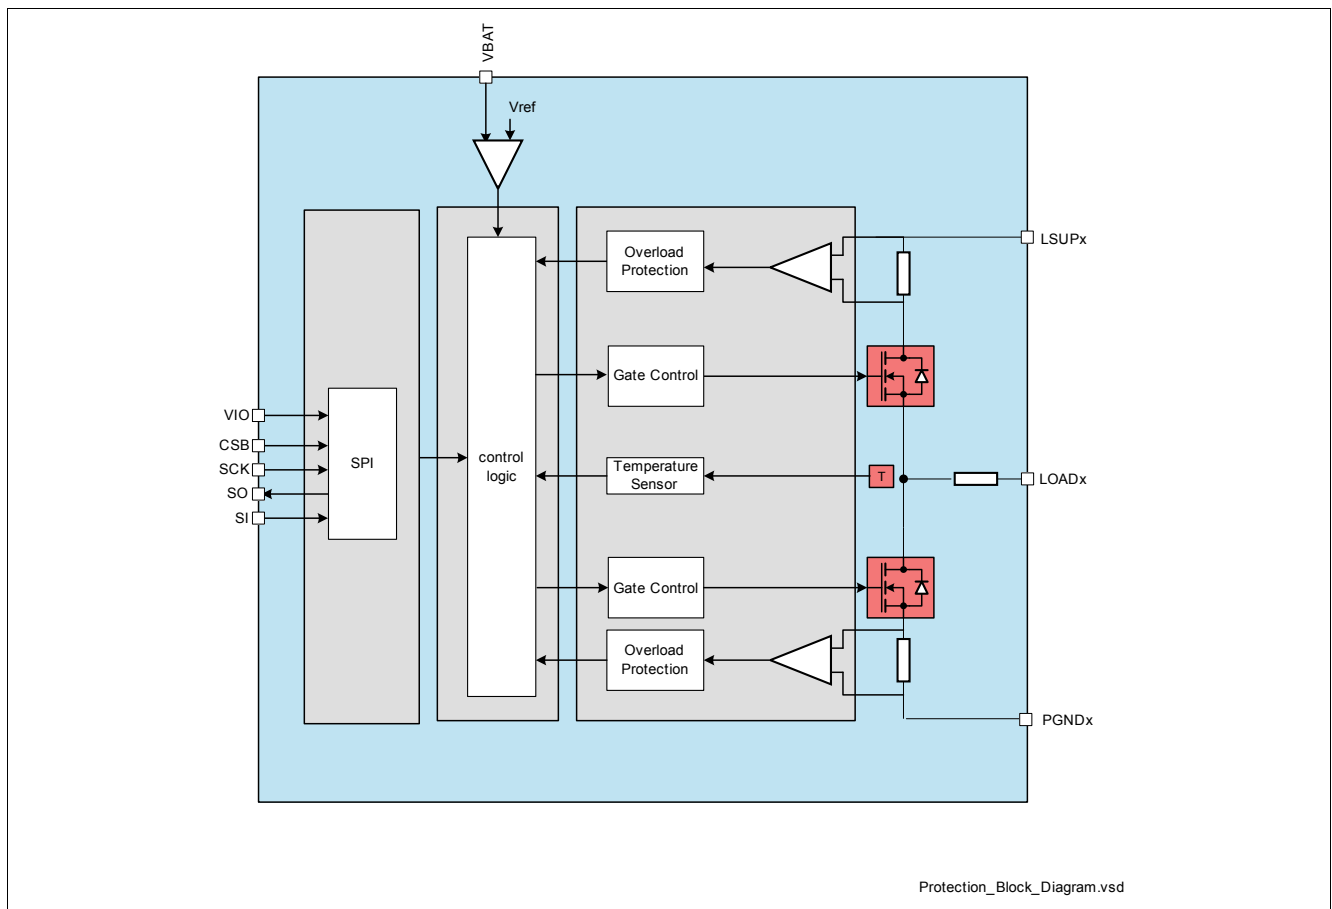 VBAT
Vref
LSUPx
Overload
Protection
Gate Control
VIO
CSB
SCK
SO
SI
SPI
control
logic
Temperature
Sensor
T
LOADx
Gate Control
Overload
Protection
PGNDx
Protection_Block_Diagram.vsd